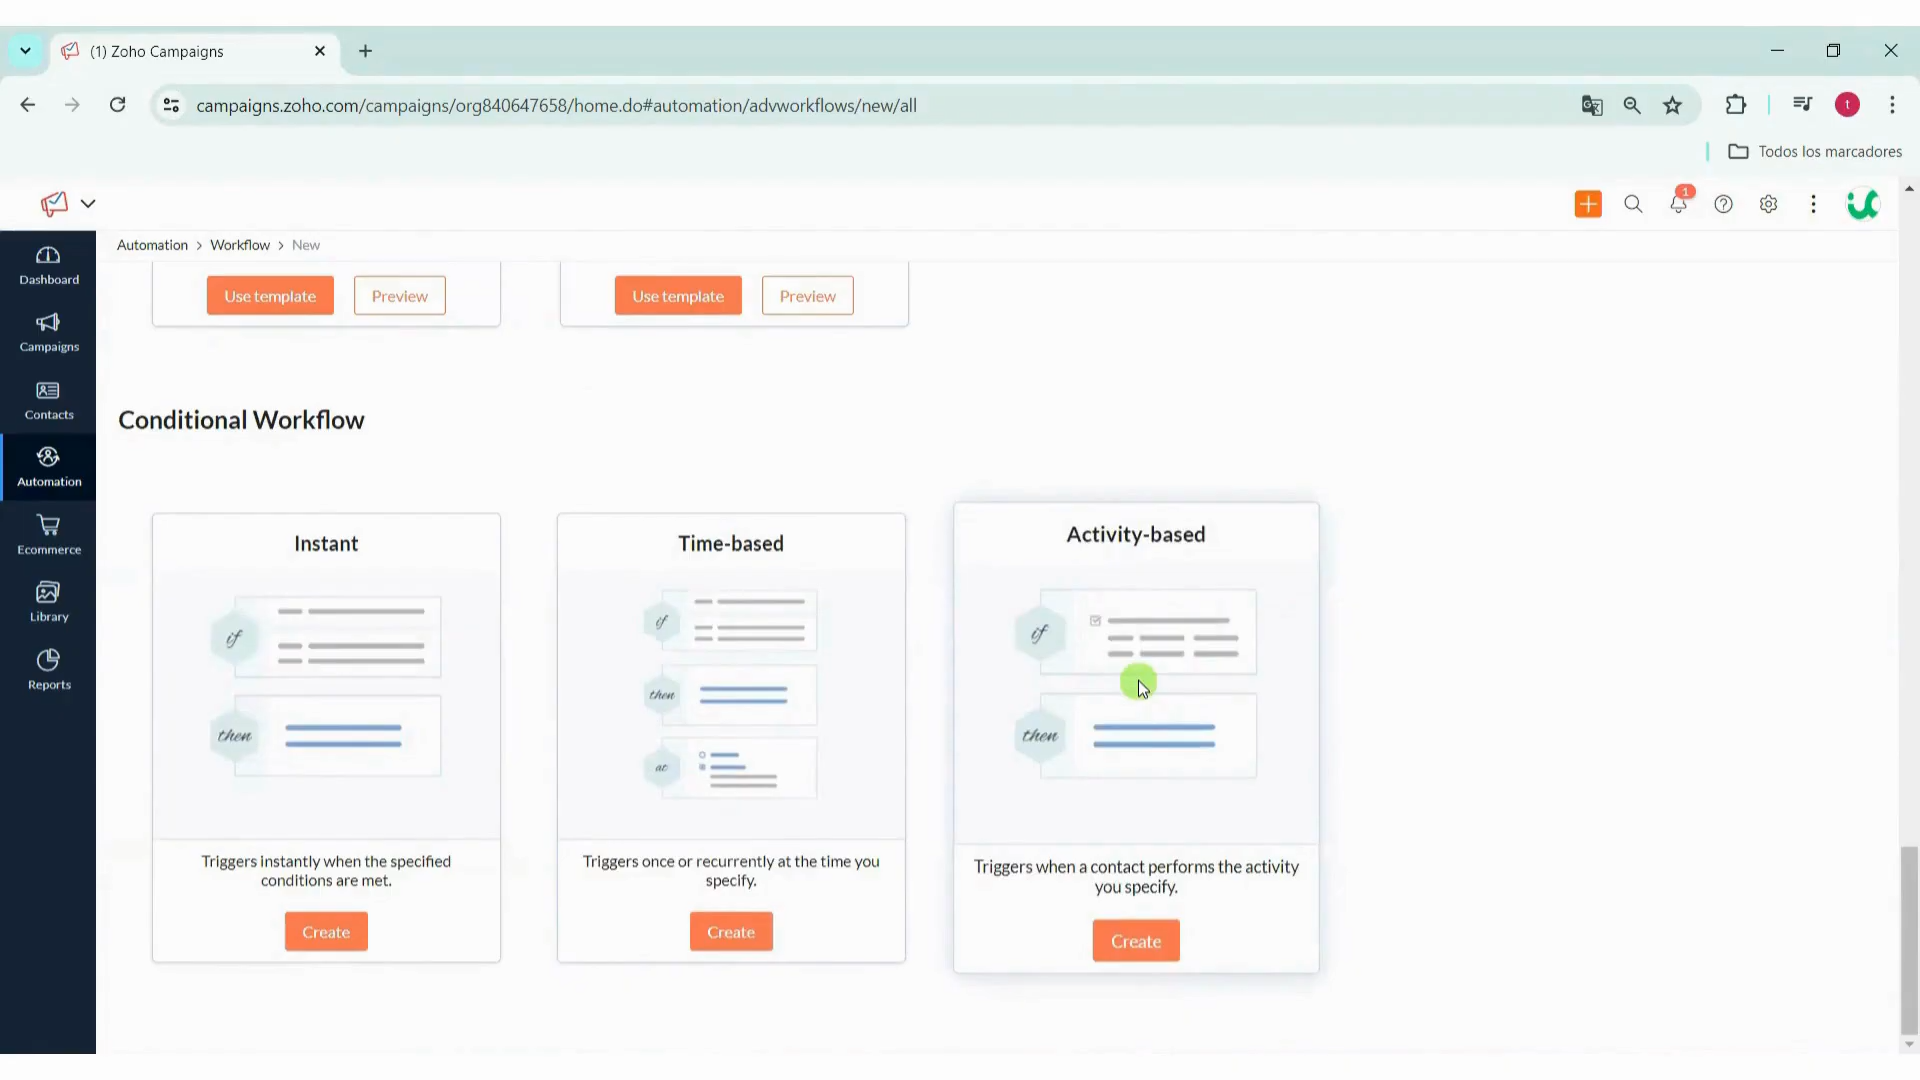 (1) Zoho Campaigns
campaigns.zoho.com/campaigns/org840647658/home.do#automation/advworkflows/new/all
t
Todos los marcadores
1
Automation > Workflow > New
Dashboard
Campaigns
Contacts
Automation
Ecommerce
Library
Reports
Use template
Preview
Use template
Preview
Conditional Workflow
Instant
if
then
Triggers instantly when the specified
conditions are met.
Create
Time-based
if
then
at
Triggers once or recurrently at the time you
specify.
Create
Activity-based
if
then
Triggers when a contact performs the activity
you specify.
Create